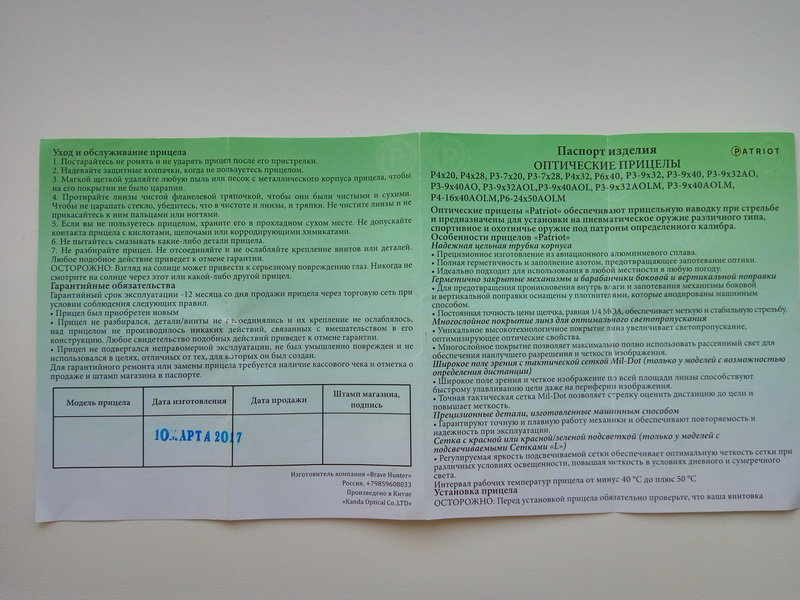 Уход и обслуживание прицела
1. Постарайтесь не ронять и не ударять прицел после его пристрелки.
2. Надевайте защитные колпачки, когда не пользуетесь прицелом.
3. Мягкой щеткой удаляйте любую пыль или песок с металлического корпуса прицела, чтобы
на его покрытии не было царапин.
4. Протирайте линзы чистой фланелевой тряпочкой, чтобы они были чистыми и сухими.
Чтобы не царапать стекло, убедитесь, что в чистоте и линзы, и тряпки. Не чистите линзы и не
прикасайтесь к ним пальцами или ногтями.
5. Если вы не пользуетесь прицелом, храните его в прохладном сухом месте. Не допускайте
контакта прицела с кислотами, щелочами или корродирующими химикатами.
6. Не пытайтесь смазывать какие-либо детали прицела.
7. Не разбирайте прицел. Не отсоединяйте и не ослабляйте крепление винтов или деталей.
Любое подобное действие приведет к отмене гарантии.
ОСТОРОЖНО: Взгляд на солнце может привести к серьезному повреждению глаз. Никогда не
смотрите на солнце через этот или какой-либо другой прицел.
Гарантийные обязательства
Гарантийный срок эксплуатации -12 месяца со дня продажи прицела через торговую сеть при
условии соблюдения следующих правил.
• Прицел был приобретен новым
• Прицел не разбирался, детали/винты не отсоединялись и их крепление не ослаблялось,
над прицелом не производилось никаких действий, связанных с вмешательством в его
конструкцию. Любое свидетельство подобных действий приведет к отмене гарантии.
• Прицел не подвергался неправомерной эксплуатации, не был умышленно поврежден и не
использовался в целях, отличных от тех, для которых он был создан.
Для гарантийного ремонта или замены прицела требуется наличие кассового чека и отметка о
продаже и штамп магазина в паспорте.
Модель прицела Дата изготовления Дата продажи Штамп магазина,
подпись
10 МАРТА 2017
Изготовитель компания «Brave Hunter»
Россия, +79859608033
Произведено в Китае
«Kanda Optical Co.,LTD»
Паспорт изделия
PATRIOT
ОПТИЧЕСКИЕ ПРИЦЕЛЫ
P4x20, P4x28, P3-7x20, P3-7x28, P4x32, P6x40, P3-9x32, P3-9x40, P3-9x32AO,
P3-9x40AO, P3-9x32AOL,P3-9x40AOL, P3-9x32AOLM, P3-9x40AOLM,
P4-16x40AOLM,P6-24x50AOLM
Оптические прицелы «Patriot» обеспечивают прицельную наводку при стрельбе
и предназначены для установки на пневматическое оружие различного типа,
спортивное и охотничье оружие под патроны определенного калибра.
Особенности прицелов «Patriot»
Надежная цельная трубка корпуса
• Прецизионное изготовление из авиационного алюминиевого сплава.
• Полная герметичность и заполнение азотом, предотвращающее запотевание оптики.
• Идеально подходит для использования в любой местности в любую погоду.
Герметично закрытые механизмы и барабанчики боковой и вертикальной поправки
• Для предотвращения проникновения внутрь влаги и запотевания механизмы боковой
и вертикальной поправки оснащены уплотнителями, которые анодированы машинным
способом.
• Постоянная точность цены щелчка, равная 1/4 MOA, обеспечивает меткую и стабильную стрельбу.
Многослойное покрытие линз для оптимального светопропускания
• Уникальное высокотехнологичное покрытие линз увеличивает светопропускание,
оптимизирующее оптические свойства.
• Многослойное покрытие позволяет максимально полно использовать рассеянный свет для
обеспечения наилучшего разрешения и четкости изображения.
Широкое поле зрения с тактической сеткой Mil-Dot (только у моделей с возможностью
определения дистанции)
• Широкое поле зрения и четкое изображение по всей площади линзы способствуют
быстрому улавливанию цели даже на периферии изображения.
• Точная тактическая сетка Mil-Dot позволяет стрелку оценить дистанцию до цели и
повышает меткость.
Прецизионные детали, изготовленные машинным способом
• Гарантируют точную и плавную работу механики и обеспечивают повторяемость и
надежность при эксплуатации.
Сетка с красной или красной/зеленой подсветкой (только у моделей с
подсвечиваемыми Сетками «L»)
• Регулируемая яркость подсвечиваемой сетки обеспечивает оптимальную четкость сетки при
различных условиях освещенности, повышая меткость в условиях дневного и сумеречного
света.
Интервал рабочих температур прицела от минус 40 °C до плюс 50 °C
Установка прицела
ОСТОРОЖНО: Перед установкой прицела обязательно проверьте, что ваша винтовка